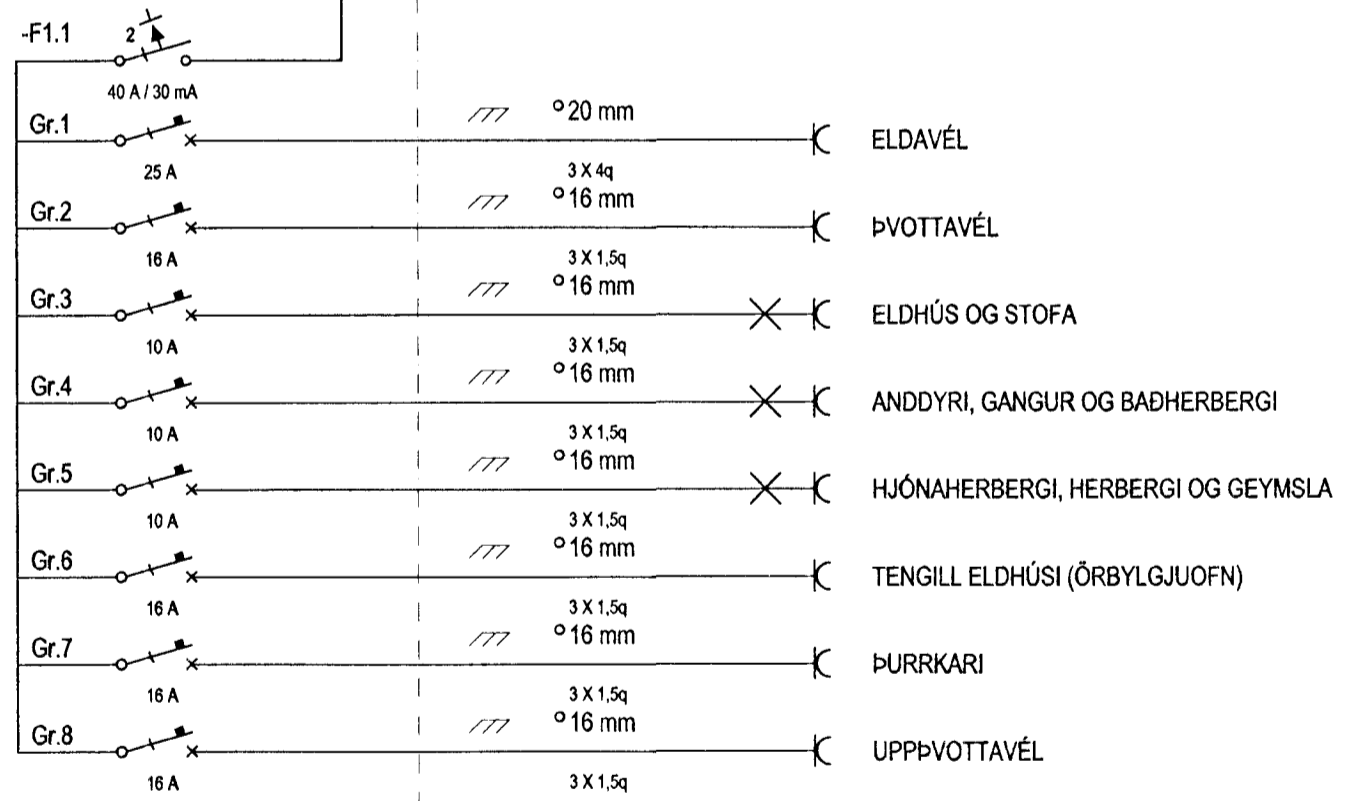 -F1.1 2
40 A / 30 mA
Gr.1 °20 mm ELDAVÉL
25 A 3 X 4q
Gr.2 °16 mm ÞVOTTAVÉL
16 A 3 X 1,5q
Gr.3 °16 mm ELDHÚS OG STOFA
10 A 3 X 1,5q
Gr.4 °16 mm ANDDYRI, GANGUR OG BAÐHERBERGI
10 A 3 X 1,5q
Gr.5 °16 mm HJÓNAHERBERGI, HERBERGI OG GEYMSLA
10 A 3 X 1,5q
Gr.6 °16 mm TENGILL ELDHÚSI (ÖRBYLGJUOFN)
16 A 3 X 1,5q
Gr.7 °16 mm ÞURRKARI
16 A 3 X 1,5q
Gr.8 °16 mm UPPÞVOTTAVÉL
16 A 3 X 1,5q